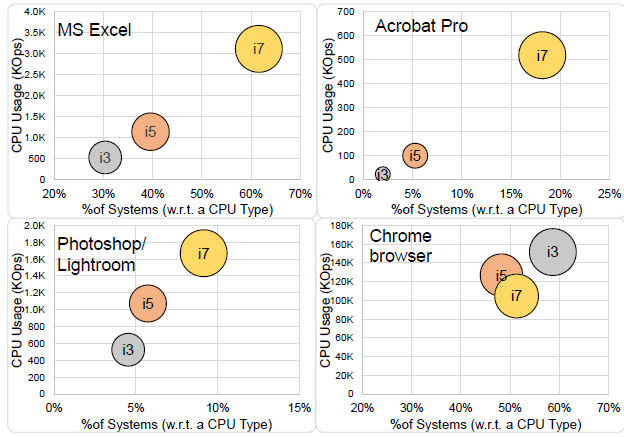 MS Excel
CPU Usage (KOps)
4.0K
3.5K
3.0K
2.5K
2.0K
1.5K
1.0K
500
0
i7
i5
i3
20% 30% 40% 50% 60% 70%
%of Systems (w.r.t. a CPU Type)
Acrobat Pro
CPU Usage (KOps)
700
600
500
400
300
200
100
0
i7
i5
i3
0% 5% 10% 15% 20% 25%
%of Systems (w.r.t. a CPU Type)
Photoshop/
Lightroom
CPU Usage (KOps)
2.0K
1.8K
1.6K
1.4K
1.2K
1.0K
800
600
400
200
0
i7
i5
i3
0% 5% 10% 15%
%of Systems (w.r.t. a CPU Type)
Chrome
browser
CPU Usage (KOps)
180K
160K
140K
120K
100K
80K
60K
40K
20K
0
i3
i5
i7
20% 30% 40% 50% 60% 70%
%of Systems (w.r.t. a CPU Type)